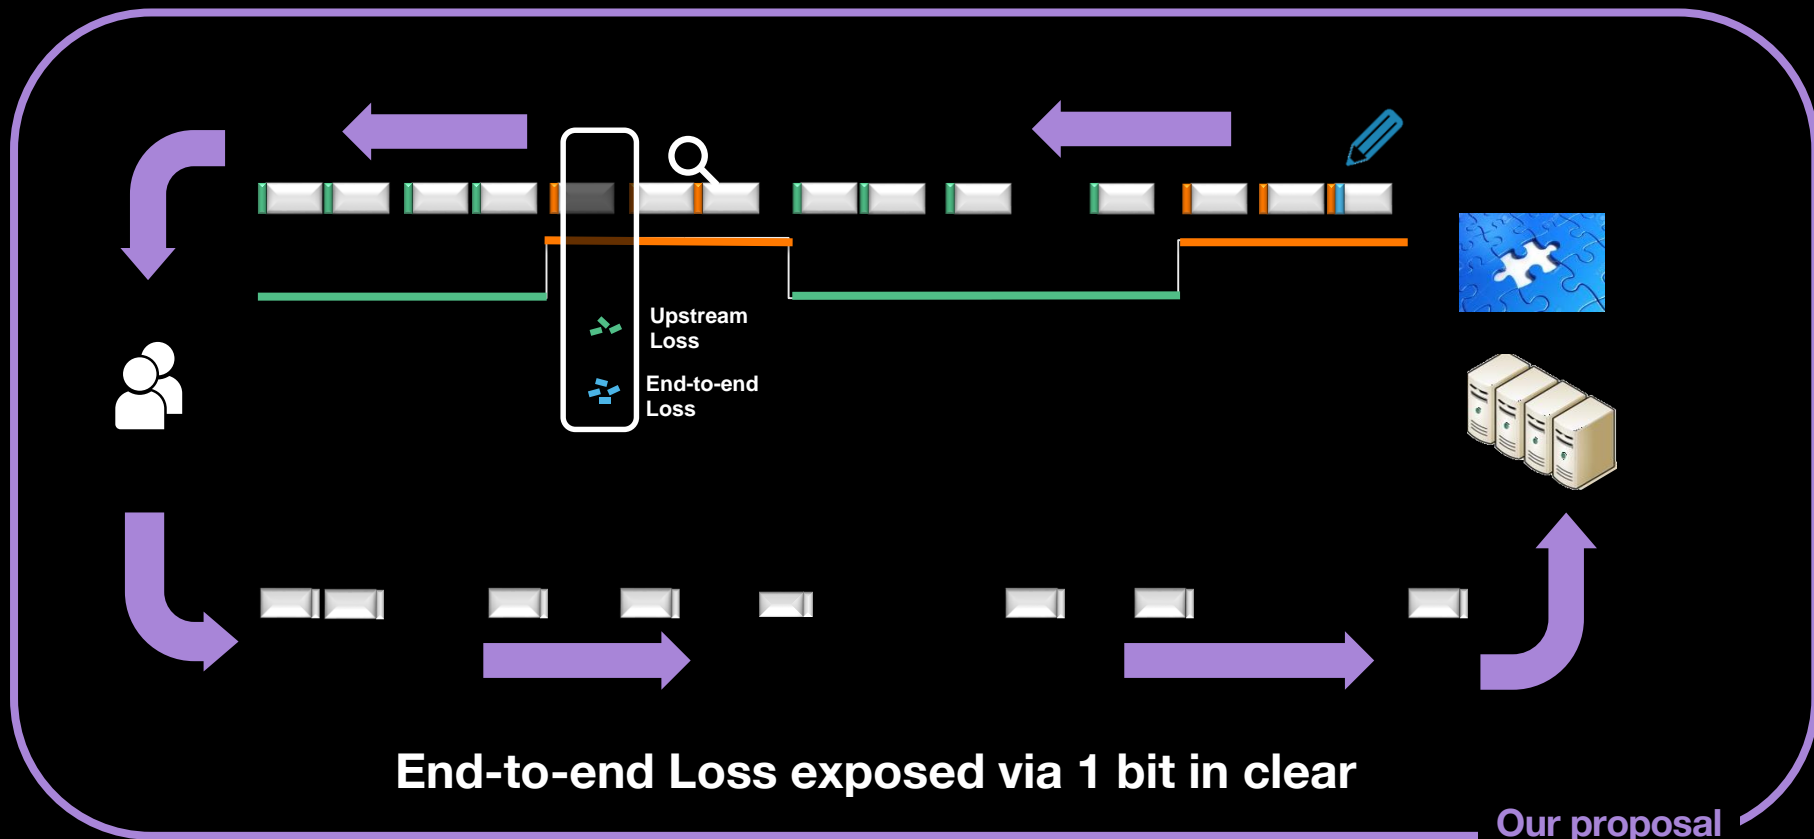 Upstream
Loss
End-to-end
Loss
End-to-end Loss exposed via 1 bit in clear
Our proposal